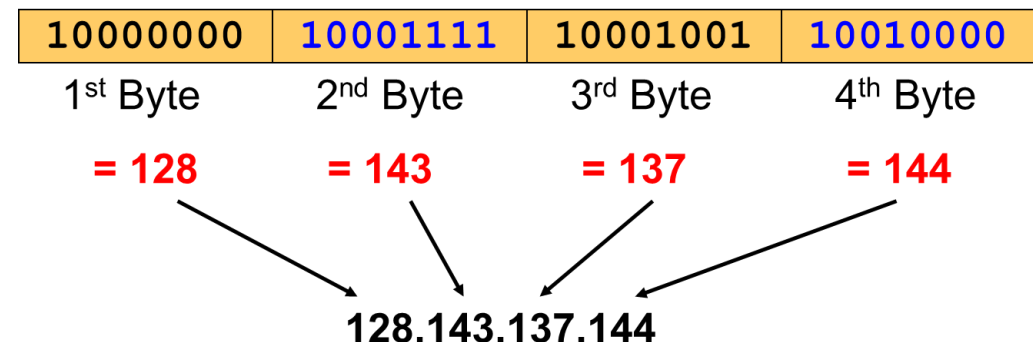 10000000 10001111 10001001 10010000
1st Byte 2nd Byte 3rd Byte 4th Byte
= 128 = 143 = 137 = 144
128.143.137.144